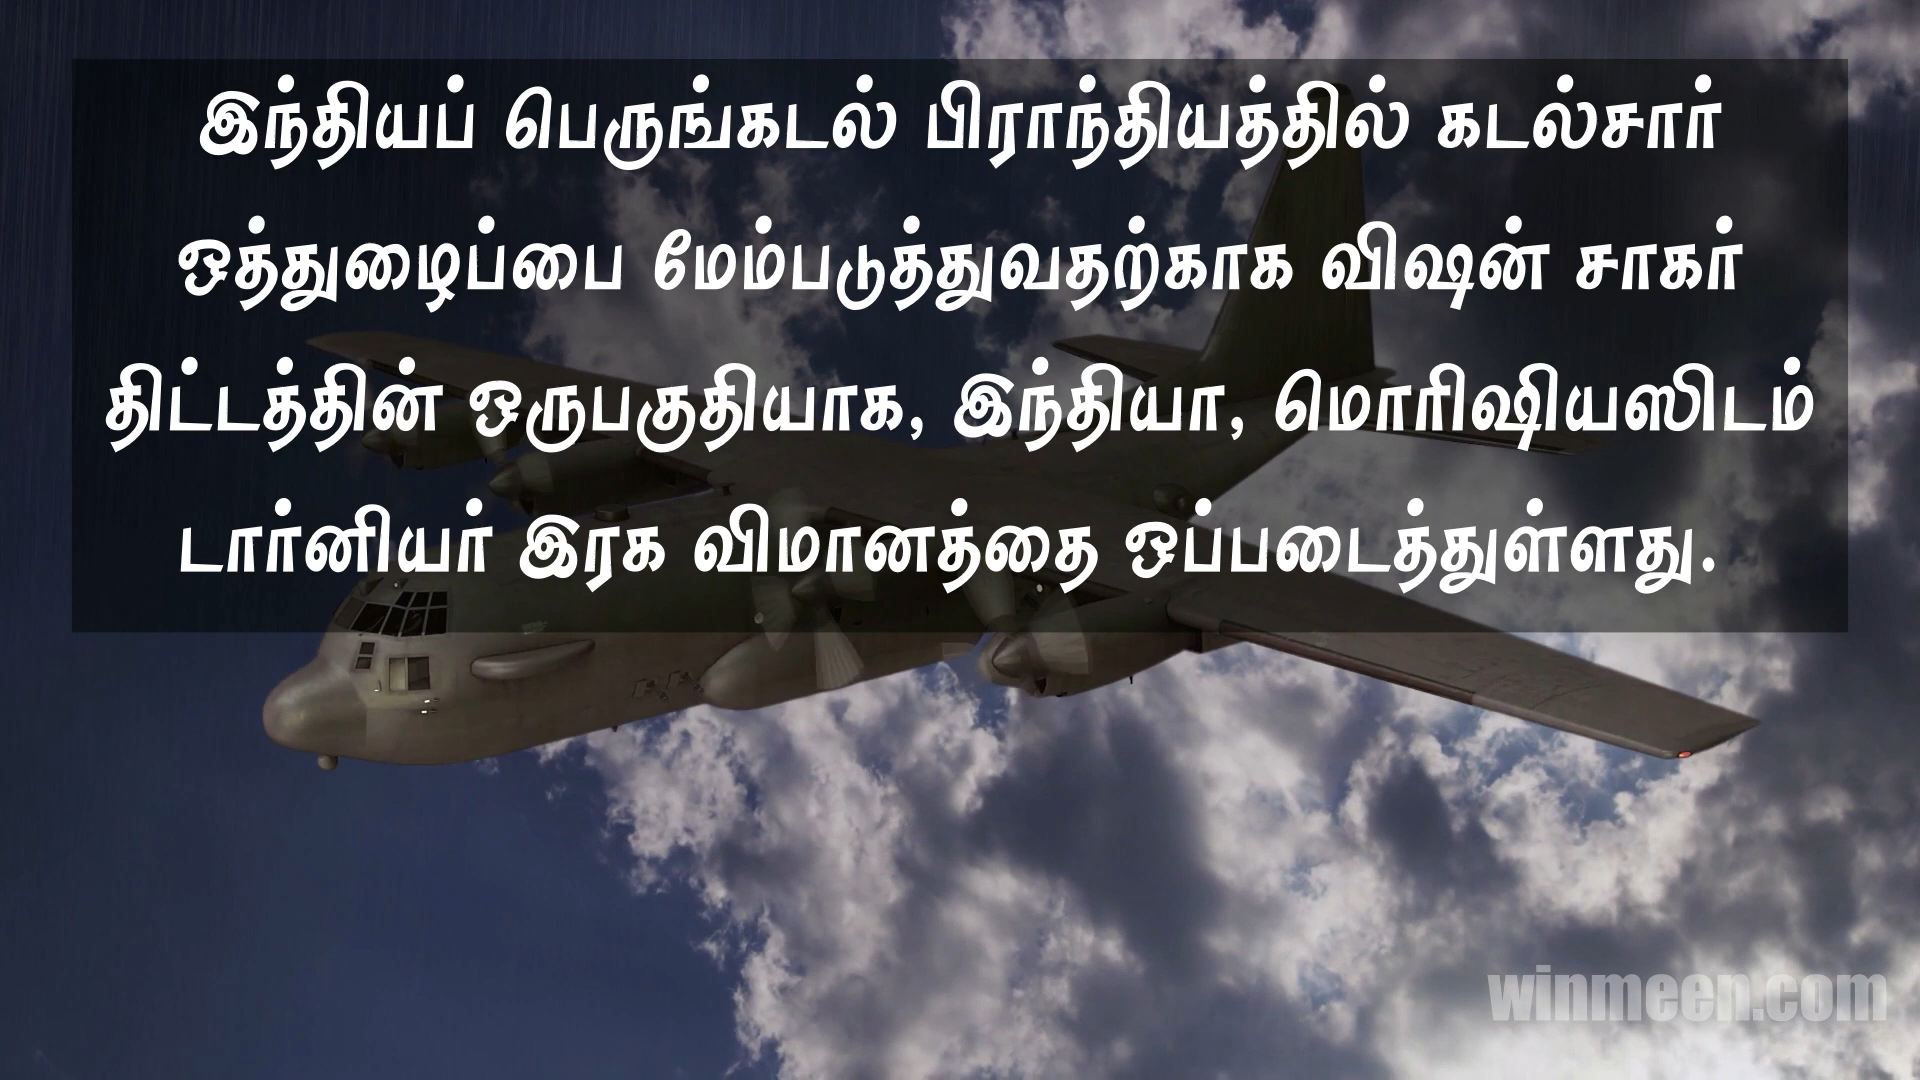 இந்தியப் பெருங்கடல் பிராந்தியத்தில் கடல்சார்
ஒத்துழைப்பை மேம்படுத்துவதற்காக விஷன் சாகர்
திட்டத்தின் ஒருபகுதியாக, இந்தியா, மொரிஷியஸிடம்
டார்னியர் இரக விமானத்தை ஒப்படைத்துள்ளது.
winmeen.com